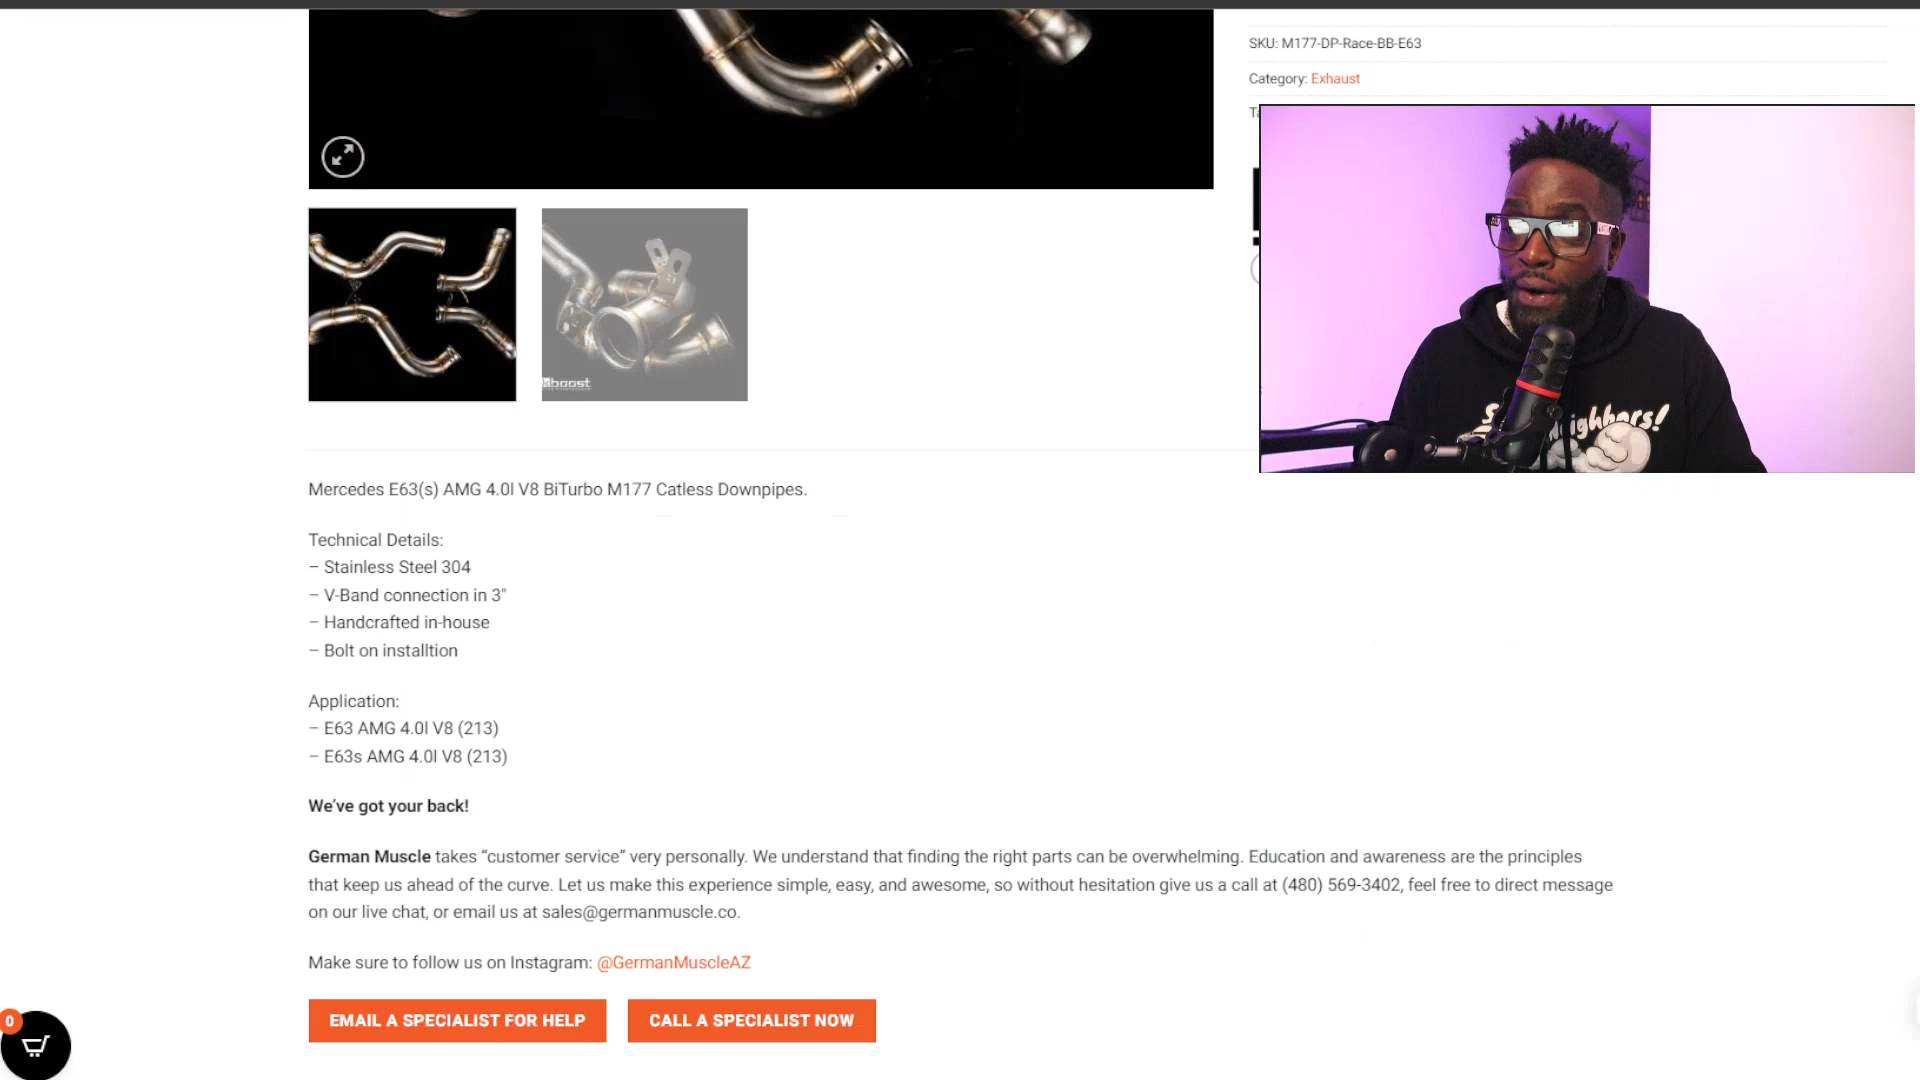 SKU: M177-DP-Race-BB-E63
Category: Exhaust
boost
Mercedes E63(s) AMG 4.0l V8 BiTurbo M177 Catless Downpipes.
Technical Details:
– Stainless Steel 304
– V-Band connection in 3"
– Handcrafted in-house
– Bolt on installtion
Application:
– E63 AMG 4.0l V8 (213)
– E63s AMG 4.0l V8 (213)
We’ve got your back!
German Muscle takes “customer service” very personally. We understand that finding the right parts can be overwhelming. Education and awareness are the principles
that keep us ahead of the curve. Let us make this experience simple, easy, and awesome, so without hesitation give us a call at (480) 569-3402, feel free to direct message
on our live chat, or email us at sales@germanmuscle.co.
Make sure to follow us on Instagram: @GermanMuscleAZ
EMAIL A SPECIALIST FOR HELP
CALL A SPECIALIST NOW
0